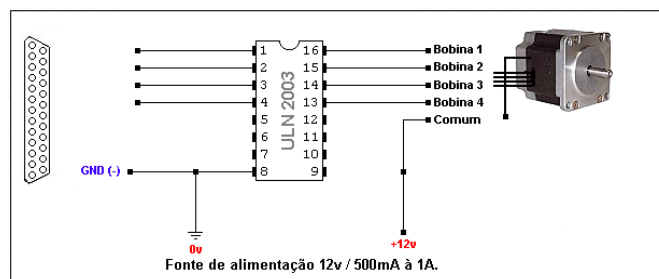 1 16 Bobina 1
2 15 Bobina 2
3 14 Bobina 3
4 13 Bobina 4
5 12 Comum
6 11
7 10
GND (-) 8 9
ULN 2003
0v
+12v
Fonte de alimentação 12v / 500mA à 1A.